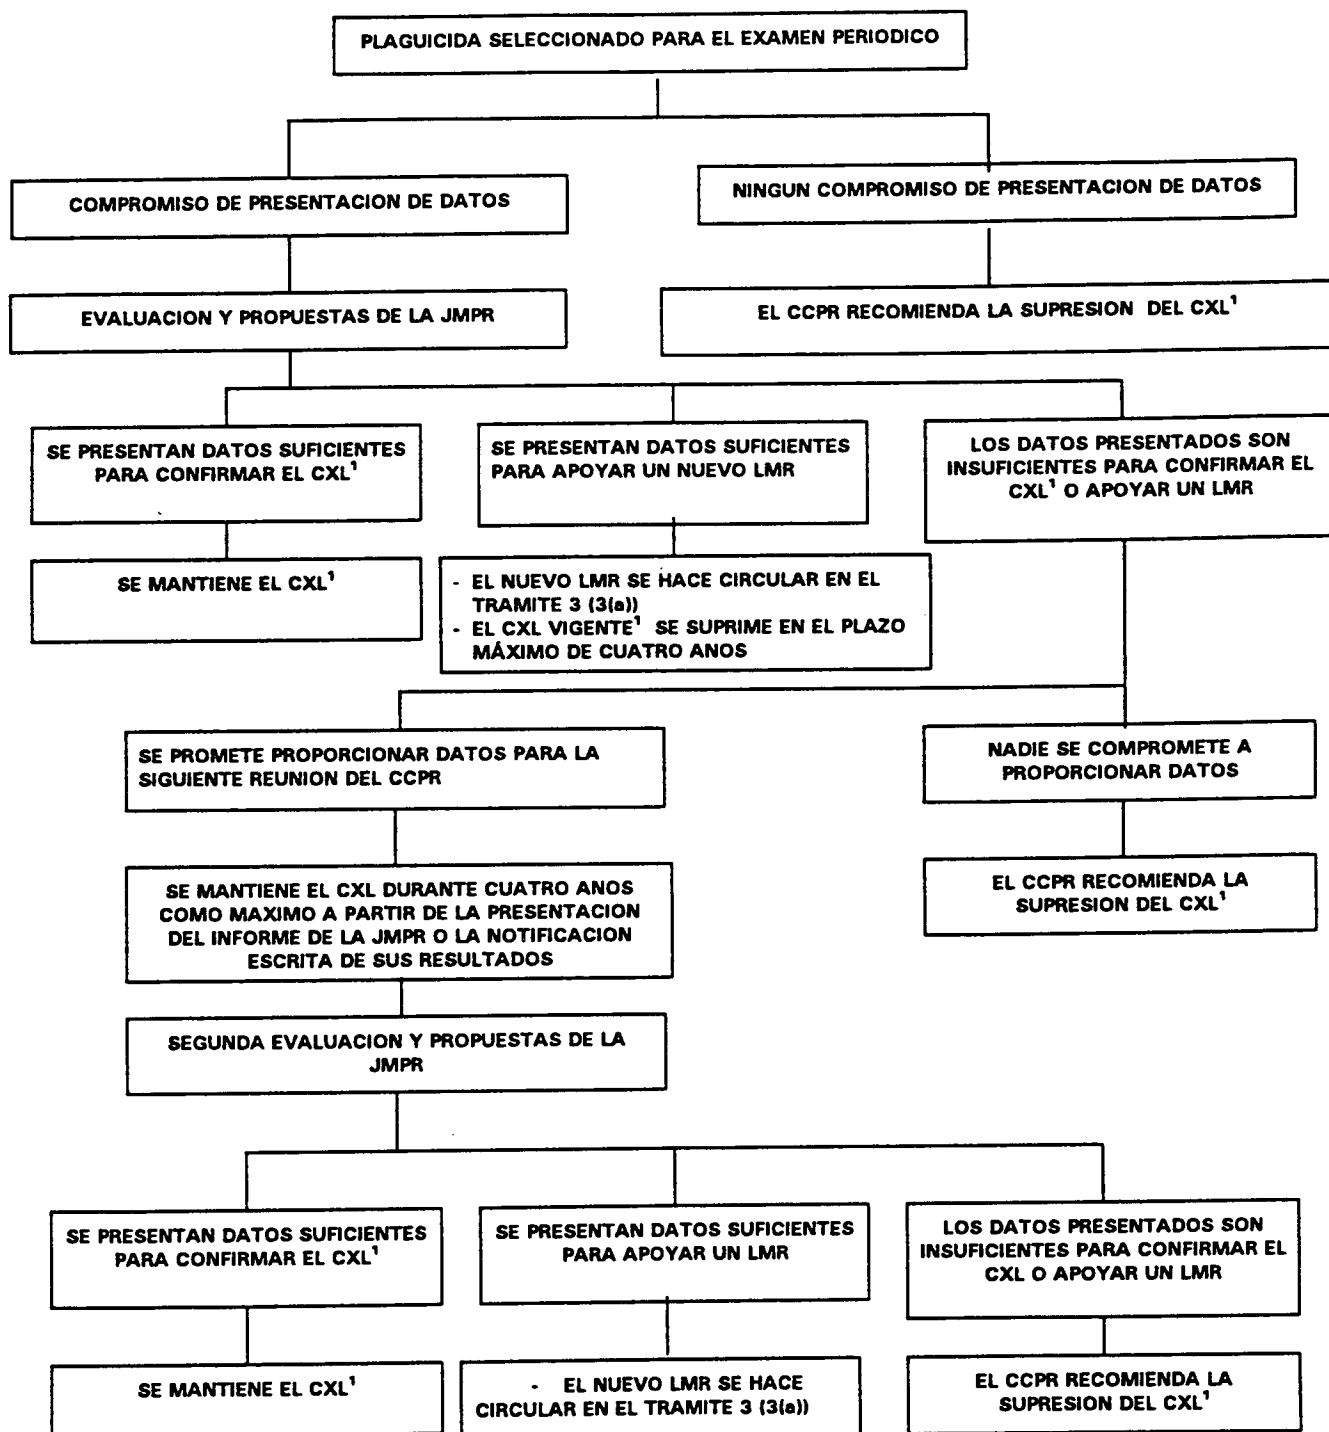 PLAGUICIDA SELECCIONADO PARA EL EXAMEN PERIODICO
COMPROMISO DE PRESENTACION DE DATOS
NINGUN COMPROMISO DE PRESENTACION DE DATOS
EVALUACION Y PROPUESTAS DE LA JMPR
EL CCPR RECOMIENDA LA SUPRESION DEL CXL¹
SE PRESENTAN DATOS SUFICIENTES
PARA CONFIRMAR EL CXL¹
SE PRESENTAN DATOS SUFICIENTES
PARA APOYAR UN NUEVO LMR
LOS DATOS PRESENTADOS SON
INSUFICIENTES PARA CONFIRMAR EL
CXL¹ O APOYAR UN LMR
SE MANTIENE EL CXL¹
- EL NUEVO LMR SE HACE CIRCULAR EN EL
TRAMITE 3 (3(a))
- EL CXL VIGENTE¹ SE SUPRIME EN EL PLAZO
MÁXIMO DE CUATRO ANOS
SE PROMETE PROPORCIONAR DATOS PARA LA
SIGUIENTE REUNION DEL CCPR
NADIE SE COMPROMETE A
PROPORCIONAR DATOS
SE MANTIENE EL CXL DURANTE CUATRO ANOS
COMO MAXIMO A PARTIR DE LA PRESENTACION
DEL INFORME DE LA JMPR O LA NOTIFICACION
ESCRITA DE SUS RESULTADOS
EL CCPR RECOMIENDA LA
SUPRESION DEL CXL¹
SEGUNDA EVALUACION Y PROPUESTAS DE LA
JMPR
SE PRESENTAN DATOS SUFICIENTES
PARA CONFIRMAR EL CXL¹
SE PRESENTAN DATOS SUFICIENTES
PARA APOYAR UN LMR
LOS DATOS PRESENTADOS SON
INSUFICIENTES PARA CONFIRMAR EL
CXL O APOYAR UN LMR
SE MANTIENE EL CXL¹
- EL NUEVO LMR SE HACE
CIRCULAR EN EL TRAMITE 3 (3(a))
EL CCPR RECOMIENDA LA
SUPRESION DEL CXL¹